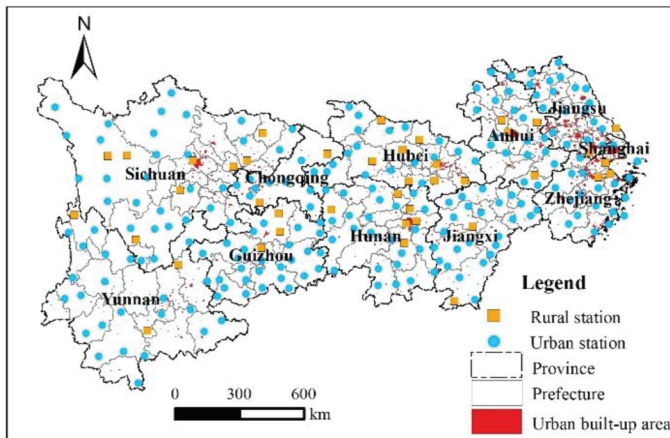 N
Jiangsu
Anhui
Shanghai
Hubei
Sichuan
Chongqing
Zhejiang
Hunan
Jiangxi
Guizhou
Yunnan
Legend
Rural station
Urban station
Province
Prefecture
Urban built-up area
0 300 600
km